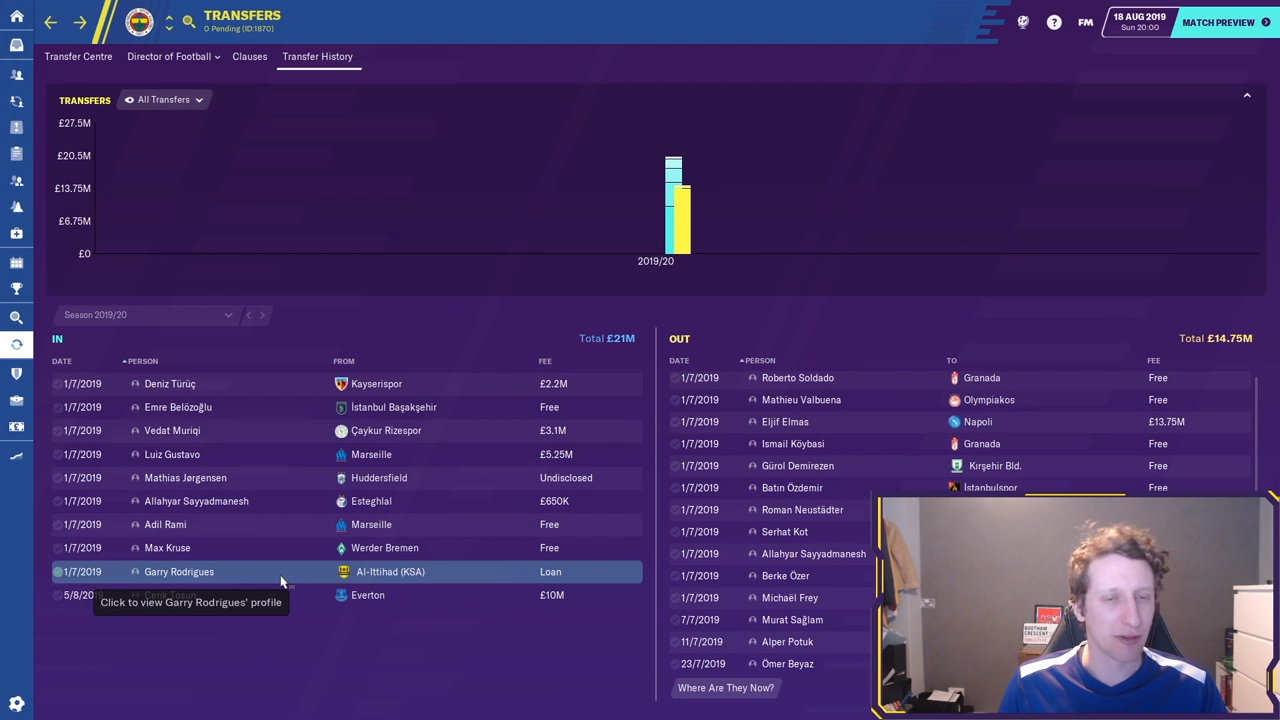 TRANSFERS
0 Pending (ID:1870)
FM
18 AUG 2019
Sun 20:00
MATCH PREVIEW
Transfer Centre Director of Football Clauses Transfer History
TRANSFERS All Transfers
£27.5M
£20.5M
£13.75M
£6.75M
£0
2019/20
Season 2019/20
IN Total £21M
DATE PERSON FROM FEE
1/7/2019 Deniz Türüç Kayserispor £2.2M
1/7/2019 Emre Belözoğlu İstanbul Başakşehir Free
1/7/2019 Vedat Muriqi Çaykur Rizespor £3.1M
1/7/2019 Luiz Gustavo Marseille £5.25M
1/7/2019 Mathias Jørgensen Huddersfield Undisclosed
1/7/2019 Allahyar Sayyadmanesh Esteghlal £650K
1/7/2019 Adil Rami Marseille Free
1/7/2019 Max Kruse Werder Bremen Free
1/7/2019 Garry Rodrigues Al-Ittihad (KSA) Loan
5/8/20 Cenk Tosun Everton £10M
Click to view Garry Rodrigues' profile
OUT Total £14.75M
DATE PERSON TO FEE
1/7/2019 Roberto Soldado Granada Free
1/7/2019 Mathieu Valbuena Olympiakos Free
1/7/2019 Eljif Elmas Napoli £13.75M
1/7/2019 Ismail Köybasi Granada Free
1/7/2019 Gürol Demirezen Kırşehir Bld. Free
1/7/2019 Batın Özdemir İstanbulspor Free
1/7/2019 Roman Neustädter
1/7/2019 Serhat Kot
1/7/2019 Allahyar Sayyadmanesh
1/7/2019 Berke Özer
1/7/2019 Michaël Frey
7/7/2019 Murat Sağlam
11/7/2019 Alper Potuk
23/7/2019 Ömer Beyaz
Where Are They Now?
BOOTHAM CRESCENT